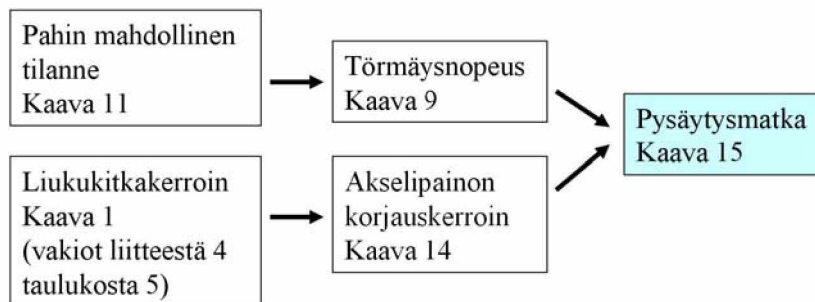 Pahin mahdollinen
tilanne
Kaava 11
Törmäysnopeus
Kaava 9
Pysäytysmatka
Kaava 15
Liukukitkakerroin
Kaava 1
(vakiot liitteestä 4
taulukosta 5)
Akselipainon
korjauskerroin
Kaava 14